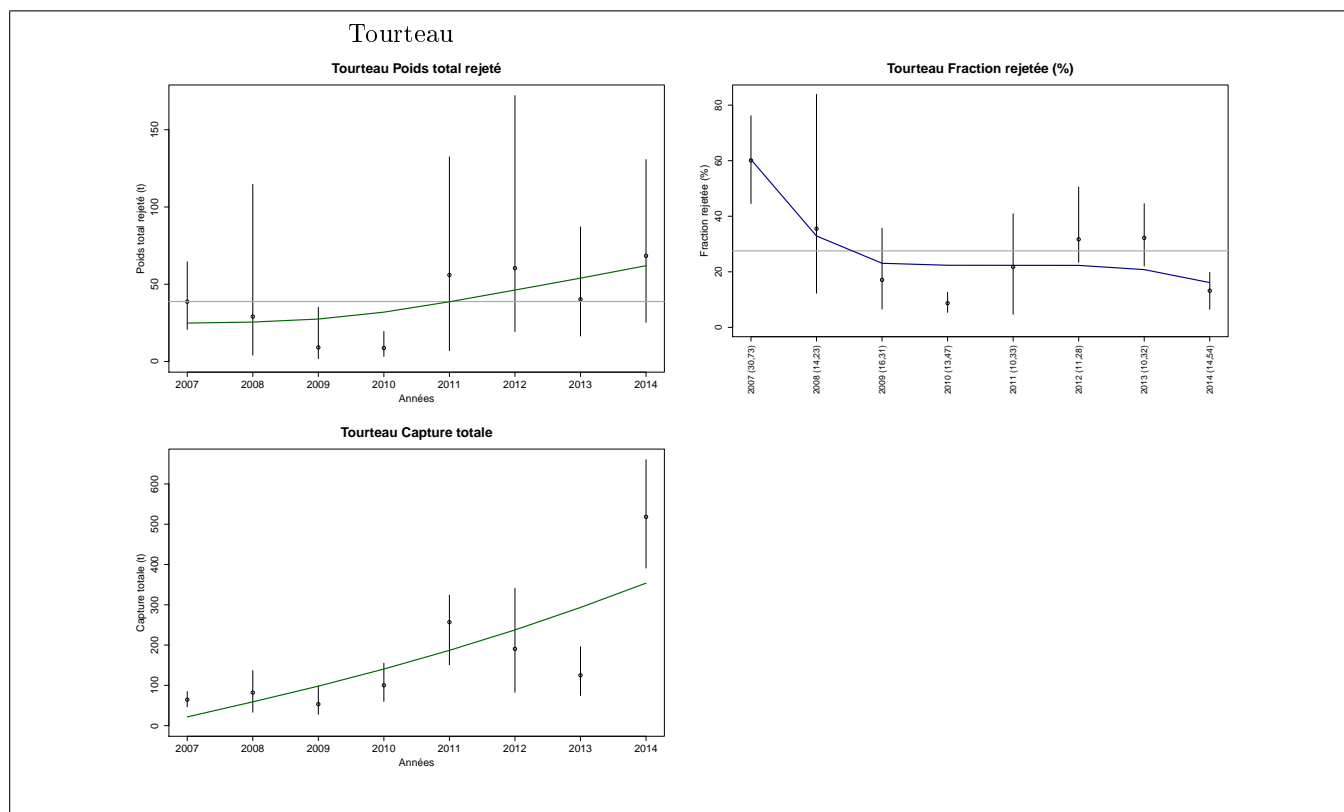 Tourteau
Tourteau Poids total rejeté
Poids total rejeté (t)
0
50
100
150
2007 2008 2009 2010 2011 2012 2013 2014
Années
Tourteau Fraction rejetée (%)
Fraction rejetée (%)
0
20
40
60
80
2007 (30,73)
2008 (14,23)
2009 (16,31)
2010 (13,47)
2011 (10,33)
2012 (11,28)
2013 (10,32)
2014 (14,54)
Tourteau Capture totale
Capture totale (t)
0
100
200
300
400
500
600
2007 2008 2009 2010 2011 2012 2013 2014
Années